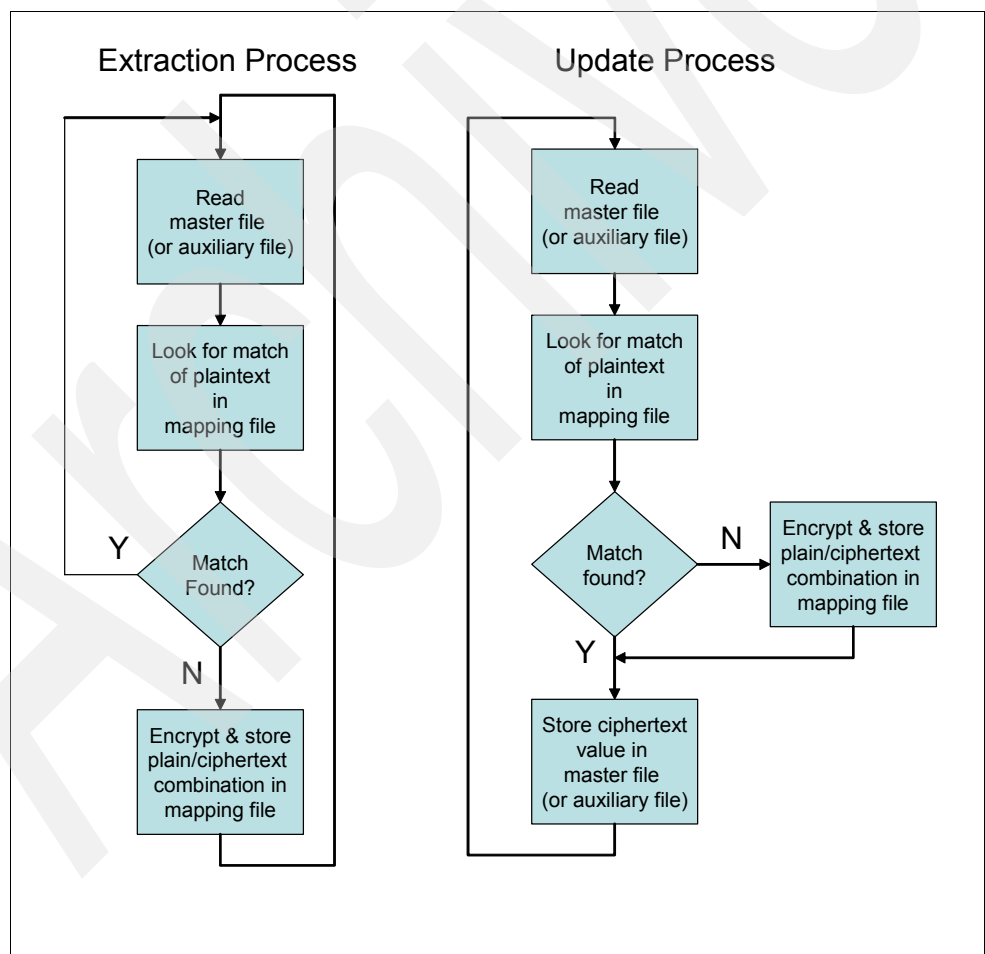 Extraction Process
Read
master file
(or auxiliary file)
Look for match
of plaintext
in
mapping file
Match
Found?
Y
N
Encrypt & store
plain/ciphertext
combination in
mapping file
Update Process
Read
master file
(or auxiliary file)
Look for match
of plaintext
in
mapping file
Match
found?
N
Encrypt & store
plain/ciphertext
combination in
mapping file
Y
Store ciphertext
value in
master file
(or auxiliary file)